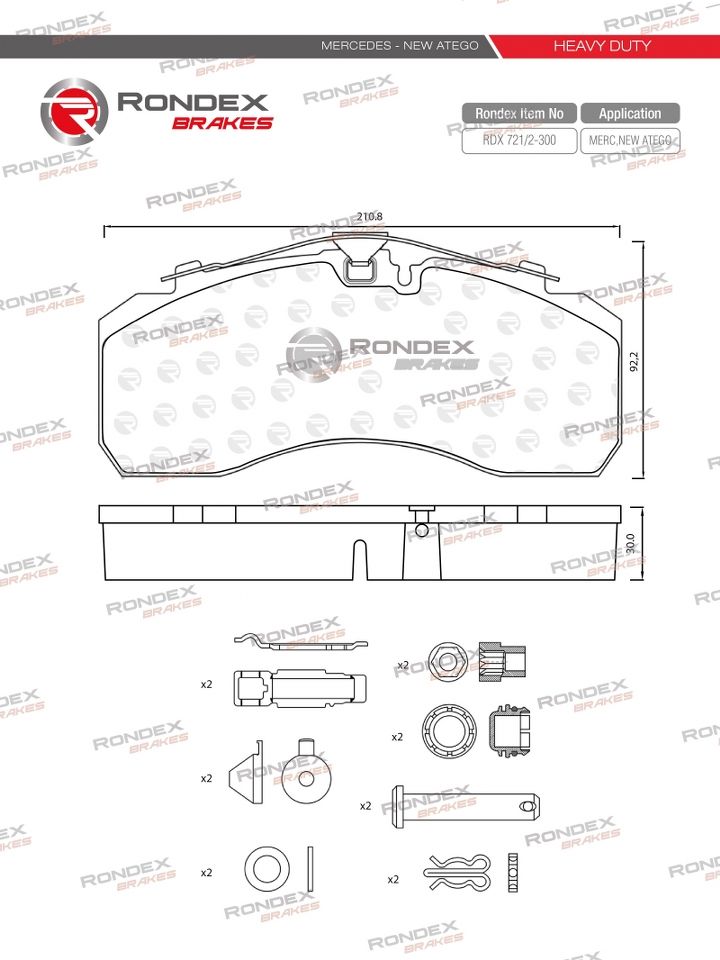 MERCEDES - NEW ATEGO
HEAVY DUTY
RONDEX
BRAKES
Rondex Item No
Application
RDX 721/2-300
MERC,NEW ATEGO
210.8
92,2
RONDEX
BRAKES
30.0
x2
x2
x2
x2
x2
x2
x2